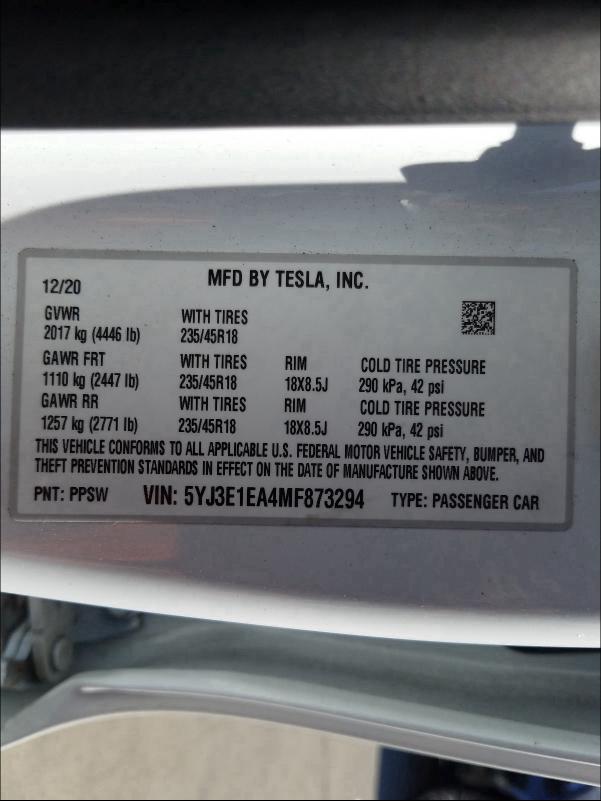 MFD BY TESLA, INC.
12/20
GVWR WITH TIRES
2017 kg (4446 lb) 235/45R18
GAWR FRT WITH TIRES RIM COLD TIRE PRESSURE
1110 kg (2447 lb) 235/45R18 18X8.5J 290 kPa, 42 psi
GAWR RR WITH TIRES RIM COLD TIRE PRESSURE
1257 kg (2771 lb) 235/45R18 18X8.5J 290 kPa, 42 psi
THIS VEHICLE CONFORMS TO ALL APPLICABLE U.S. FEDERAL MOTOR VEHICLE SAFETY, BUMPER, AND
THEFT PREVENTION STANDARDS IN EFFECT ON THE DATE OF MANUFACTURE SHOWN ABOVE.
PNT: PPSW VIN: 5YJ3E1EA4MF873294 TYPE: PASSENGER CAR